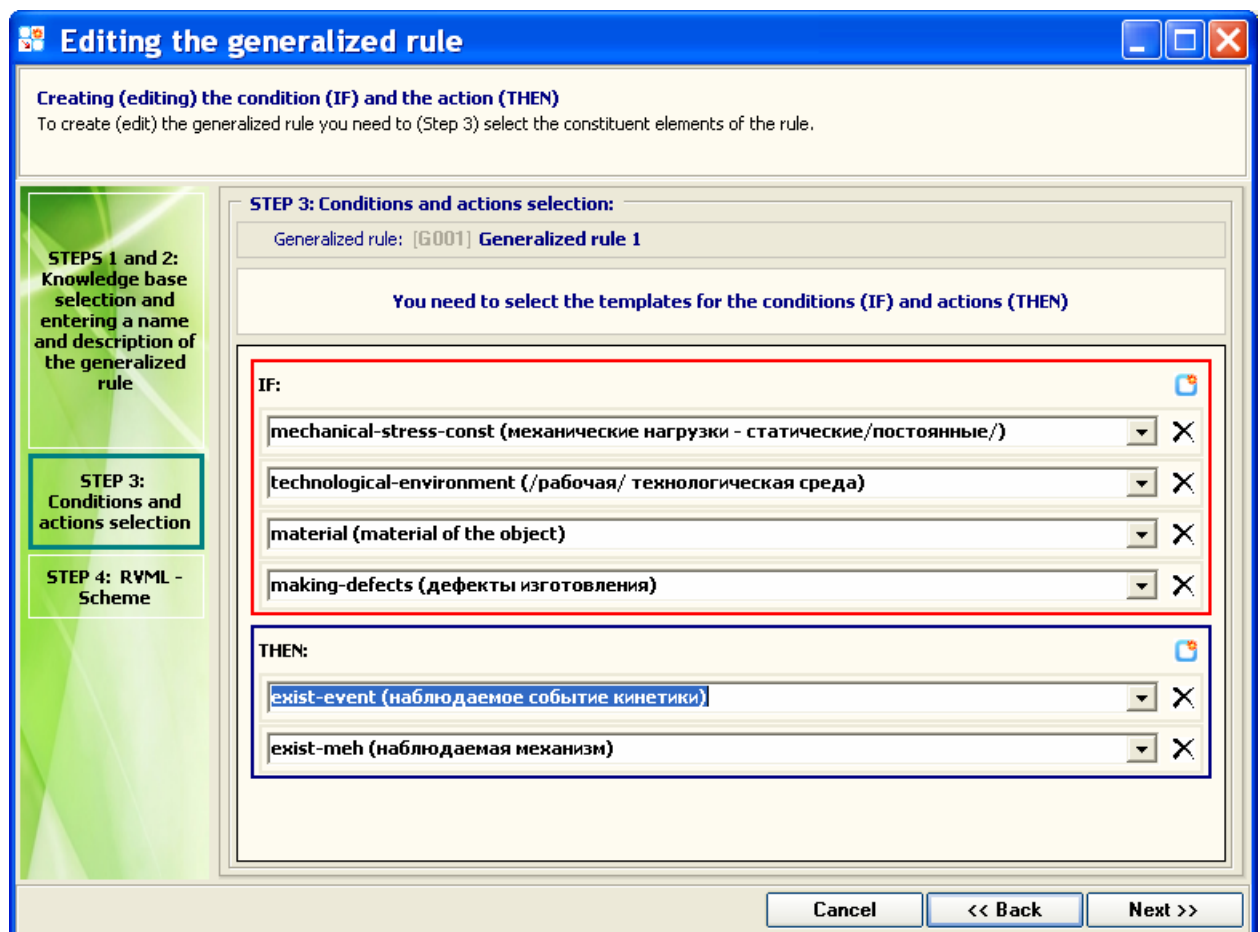 Editing the generalized rule
Creating (editing) the condition (IF) and the action (THEN)
To create (edit) the generalized rule you need to (Step 3) select the constituent elements of the rule.
STEPS 1 and 2:
Knowledge base
selection and
entering a name
and description of
the generalized
rule
STEP 3:
Conditions and
actions selection
STEP 4: RVML -
Scheme
STEP 3: Conditions and actions selection:
Generalized rule: [G001] Generalized rule 1
You need to select the templates for the conditions (IF) and actions (THEN)
IF:
mechanical-stress-const (механические нагрузки - статические/постоянные/)
technological-environment (/рабочая/ технологическая среда)
material (material of the object)
making-defects (дефекты изготовления)
THEN:
exist-event (наблюдаемое событие кинетики)
exist-meh (наблюдаемая механизм)
Cancel
<< Back
Next >>